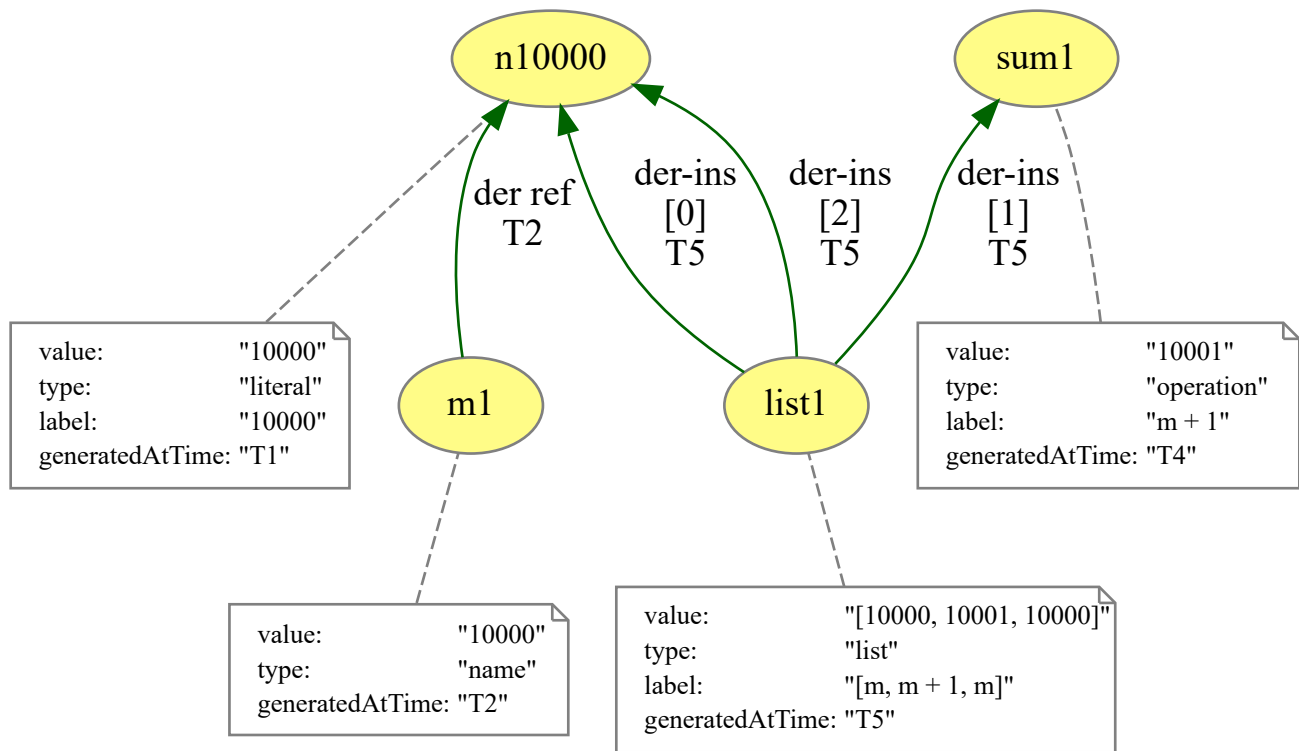 n10000
sum1
der ref
T2
der-ins
[0]
T5
der-ins
[2]
T5
der-ins
[1]
T5
value: "10000"
type: "literal"
label: "10000"
generatedAtTime: "T1"
m1
list1
value: "10001"
type: "operation"
label: "m + 1"
generatedAtTime: "T4"
value: "10000"
type: "name"
generatedAtTime: "T2"
value: "[10000, 10001, 10000]"
type: "list"
label: "[m, m + 1, m]"
generatedAtTime: "T5"